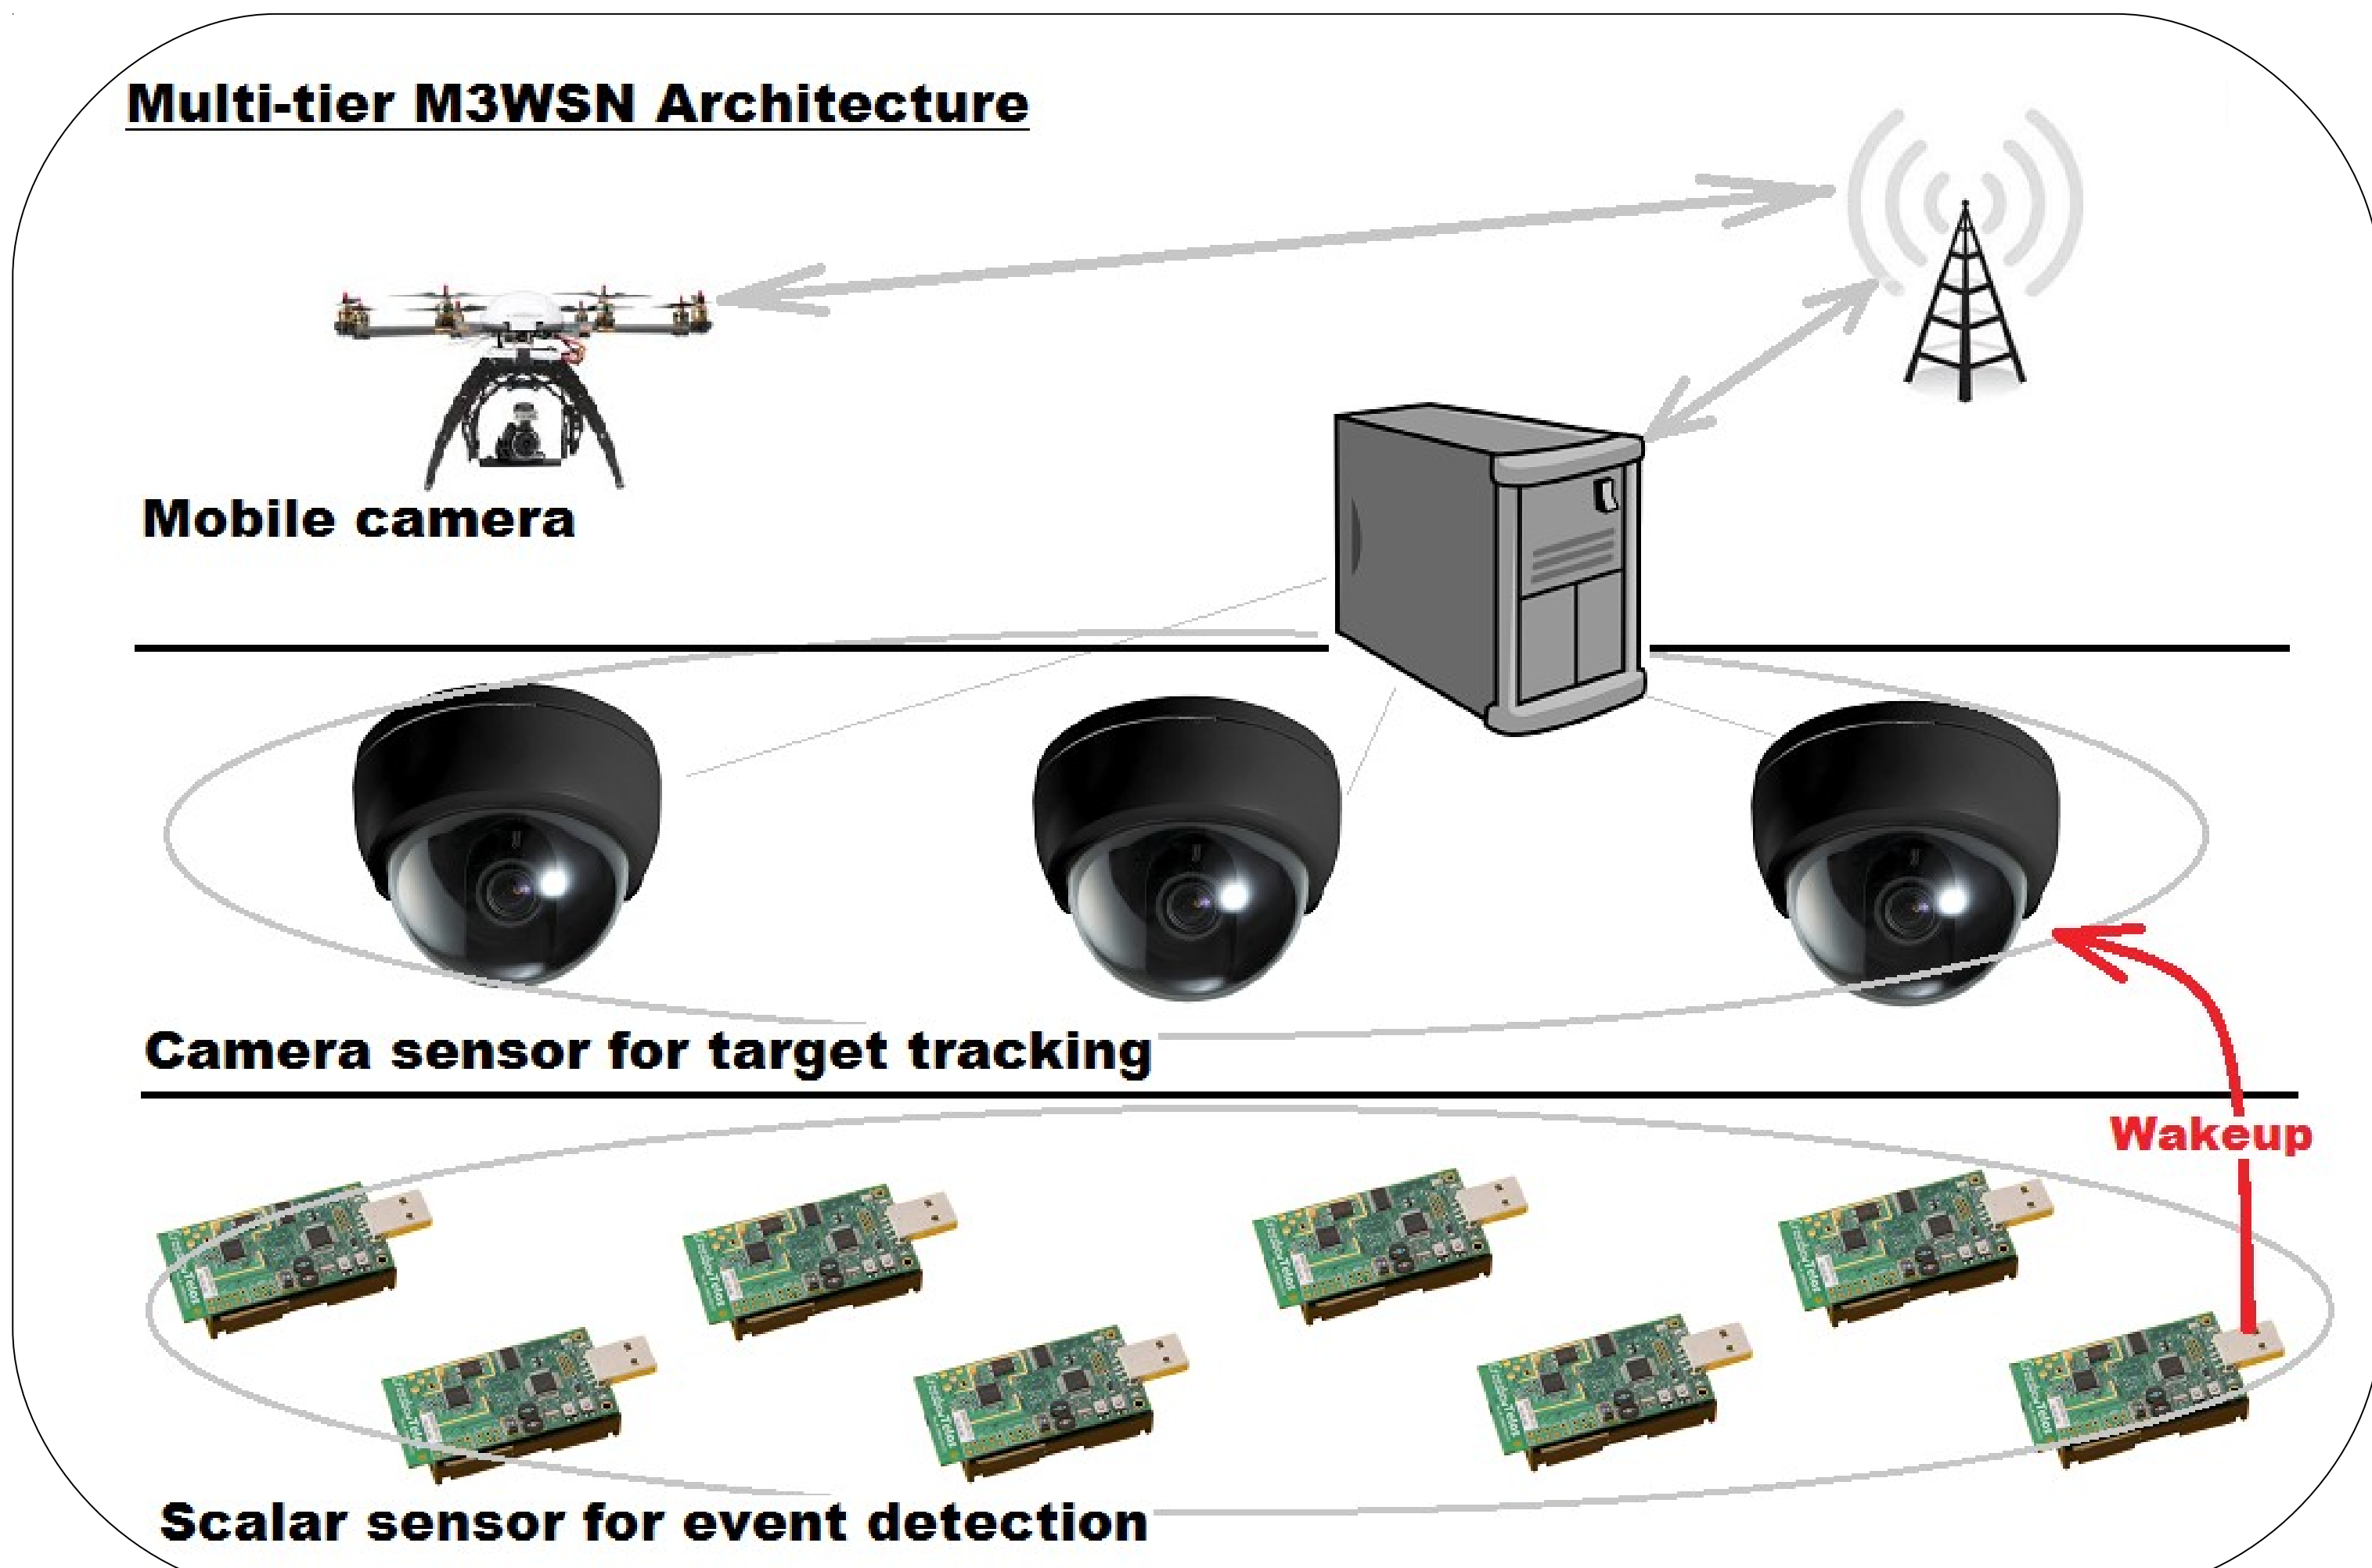 Multi-tier M3WSN Architecture
Mobile camera
Camera sensor for target tracking
Wakeup
Scalar sensor for event detection